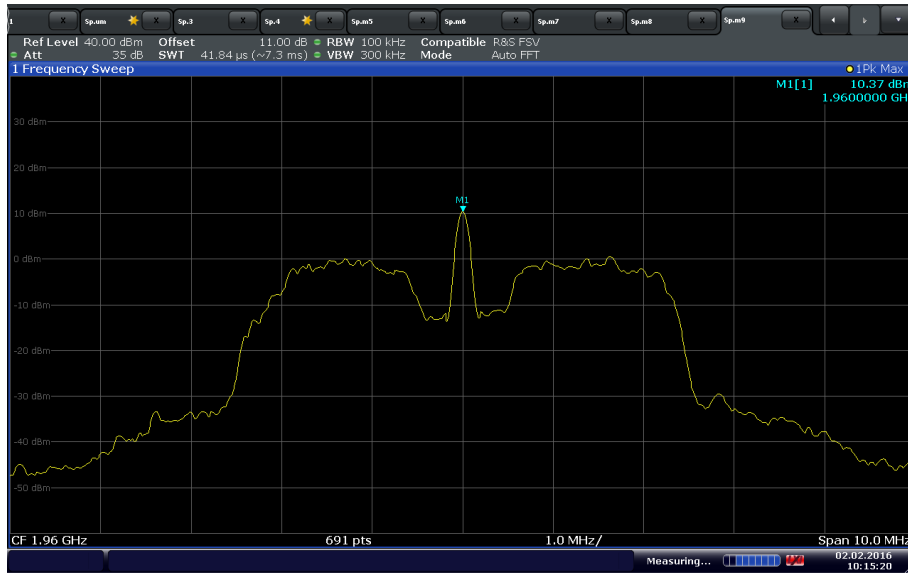 1 x Sp.um x Sp.3 x Sp.4 x Sp.m5 x Sp.m6 x Sp.m7 x Sp.m8 x Sp.m9 x
Ref Level 40.00 dBm Offset 11.00 dB RBW 100 kHz Compatible R&S FSV
Att 35 dB SWT 41.84 µs (~7.3 ms) VBW 300 kHz Mode Auto FFT
1 Frequency Sweep 1Pk Max
M1[1] 10.37 dBm
1.9600000 GH
30 dBm
20 dBm
M1
10 dBm
0 dBm
-10 dBm
-20 dBm
-30 dBm
-40 dBm
-50 dBm
CF 1.96 GHz 691 pts 1.0 MHz/ Span 10.0 MHz
Measuring... 02.02.2016
10:15:20